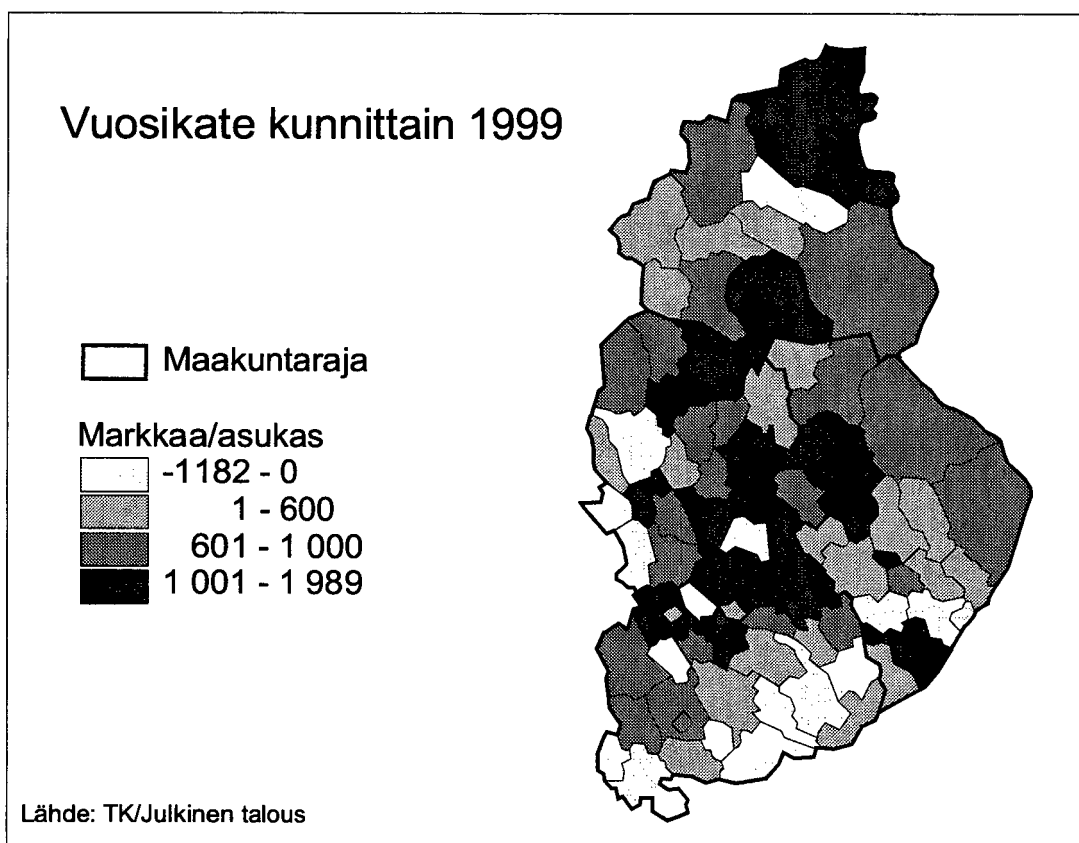 Vuosikate kunnittain 1999
Maakuntaraja
Markkaa/asukas
-1182 - 0
1 - 600
601 - 1 000
1 001 - 1 989
Lähde: TK/Julkinen talous